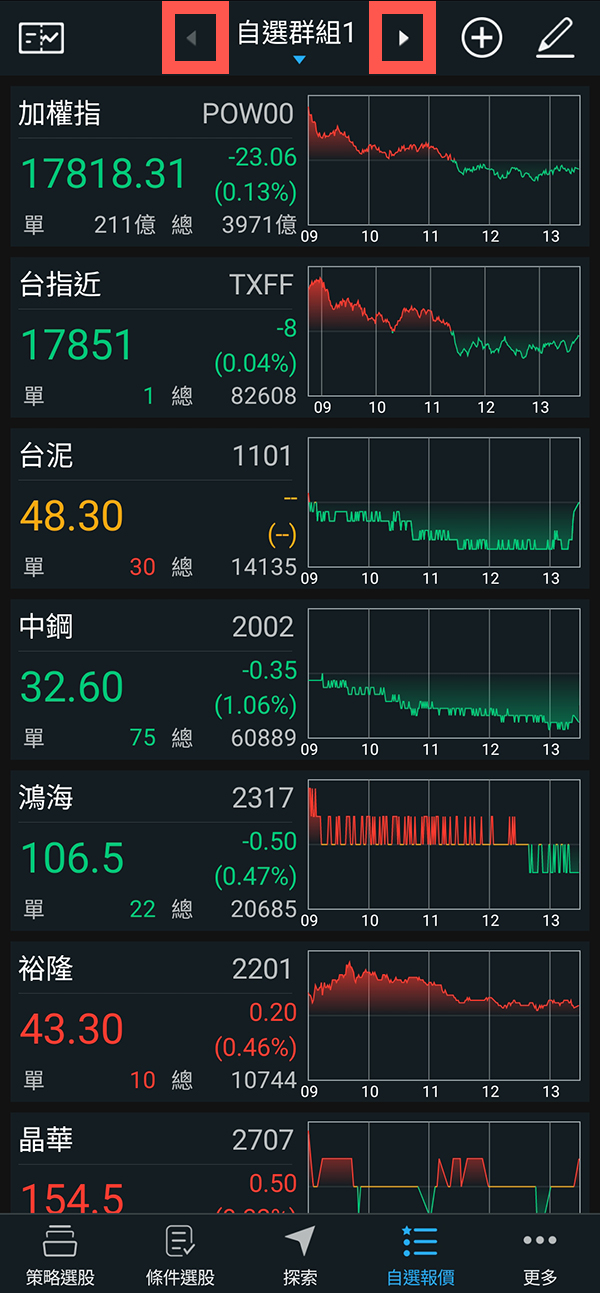 自選群組1
加權指 POW00
17818.31 -23.06
(0.13%)
單 211億 總 3971億
09 10 11 12 13
台指近 TXFF
17851 -8
(0.04%)
單 1 總 82608
09 10 11 12 13
台泥 1101
48.30 --
(--)
單 30 總 14135
09 10 11 12 13
中鋼 2002
32.60 -0.35
(1.06%)
單 75 總 60889
09 10 11 12 13
鴻海 2317
106.5 -0.50
(0.47%)
單 22 總 20685
09 10 11 12 13
裕隆 2201
43.30 0.20
(0.46%)
單 10 總 10744
09 10 11 12 13
晶華 2707
154.5 0.50
策略選股 條件選股 探索 自選報價 更多